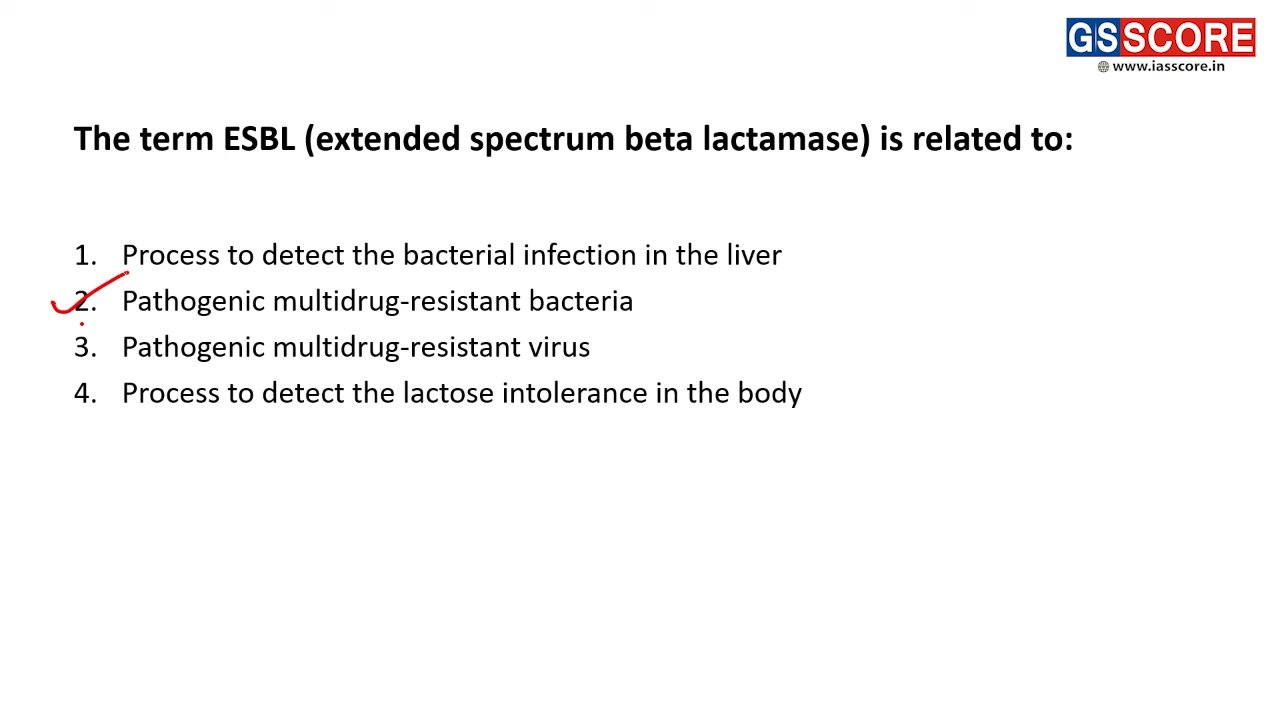 GSSCORE
www.iasscore.in
The term ESBL (extended spectrum beta lactamase) is related to:
1. Process to detect the bacterial infection in the liver
2. Pathogenic multidrug-resistant bacteria
3. Pathogenic multidrug-resistant virus
4. Process to detect the lactose intolerance in the body